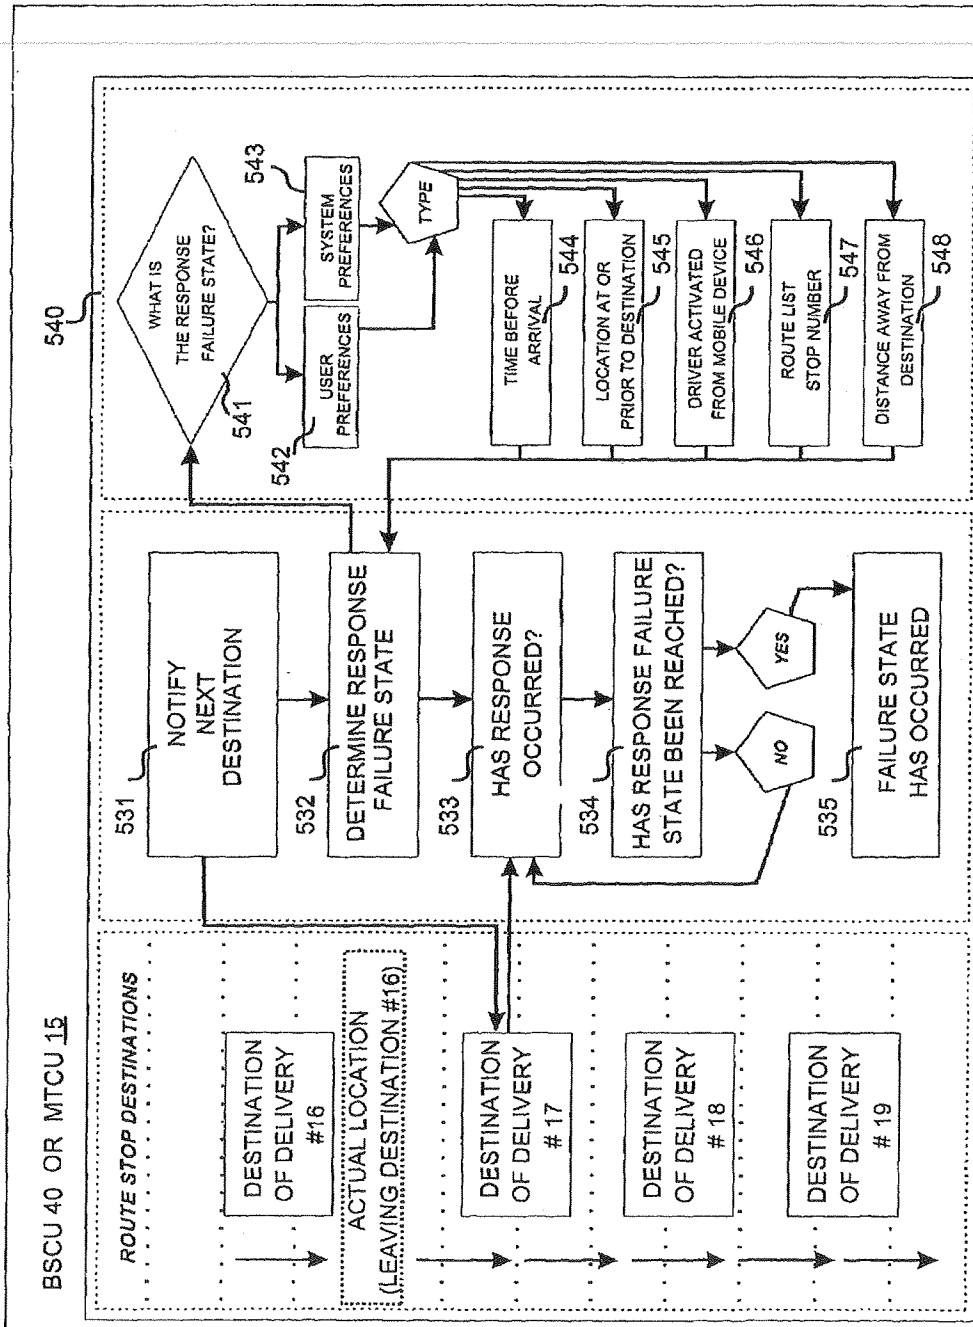 BSCU 40 OR MTCU 15
540
ROUTE STOP DESTINATIONS
DESTINATION
OF DELIVERY
#16
ACTUAL LOCATION
(LEAVING DESTINATION #16)
DESTINATION
OF DELIVERY
#17
DESTINATION
OF DELIVERY
#18
DESTINATION
OF DELIVERY
#19
531
NOTIFY
NEXT
DESTINATION
532
DETERMINE RESPONSE
FAILURE STATE
533
HAS RESPONSE
OCCURRED?
534
HAS RESPONSE FAILURE
STATE BEEN REACHED?
NO
YES
535
FAILURE STATE
HAS OCCURRED
WHAT IS
THE RESPONSE
FAILURE STATE?
541
542
USER
PREFERENCES
543
SYSTEM
PREFERENCES
TYPE
TIME BEFORE
ARRIVAL
544
LOCATION AT OR
PRIOR TO DESTINATION
545
DRIVER ACTIVATED
FROM MOBILE DEVICE
546
ROUTE LIST
STOP NUMBER
547
DISTANCE AWAY FROM
DESTINATION
548